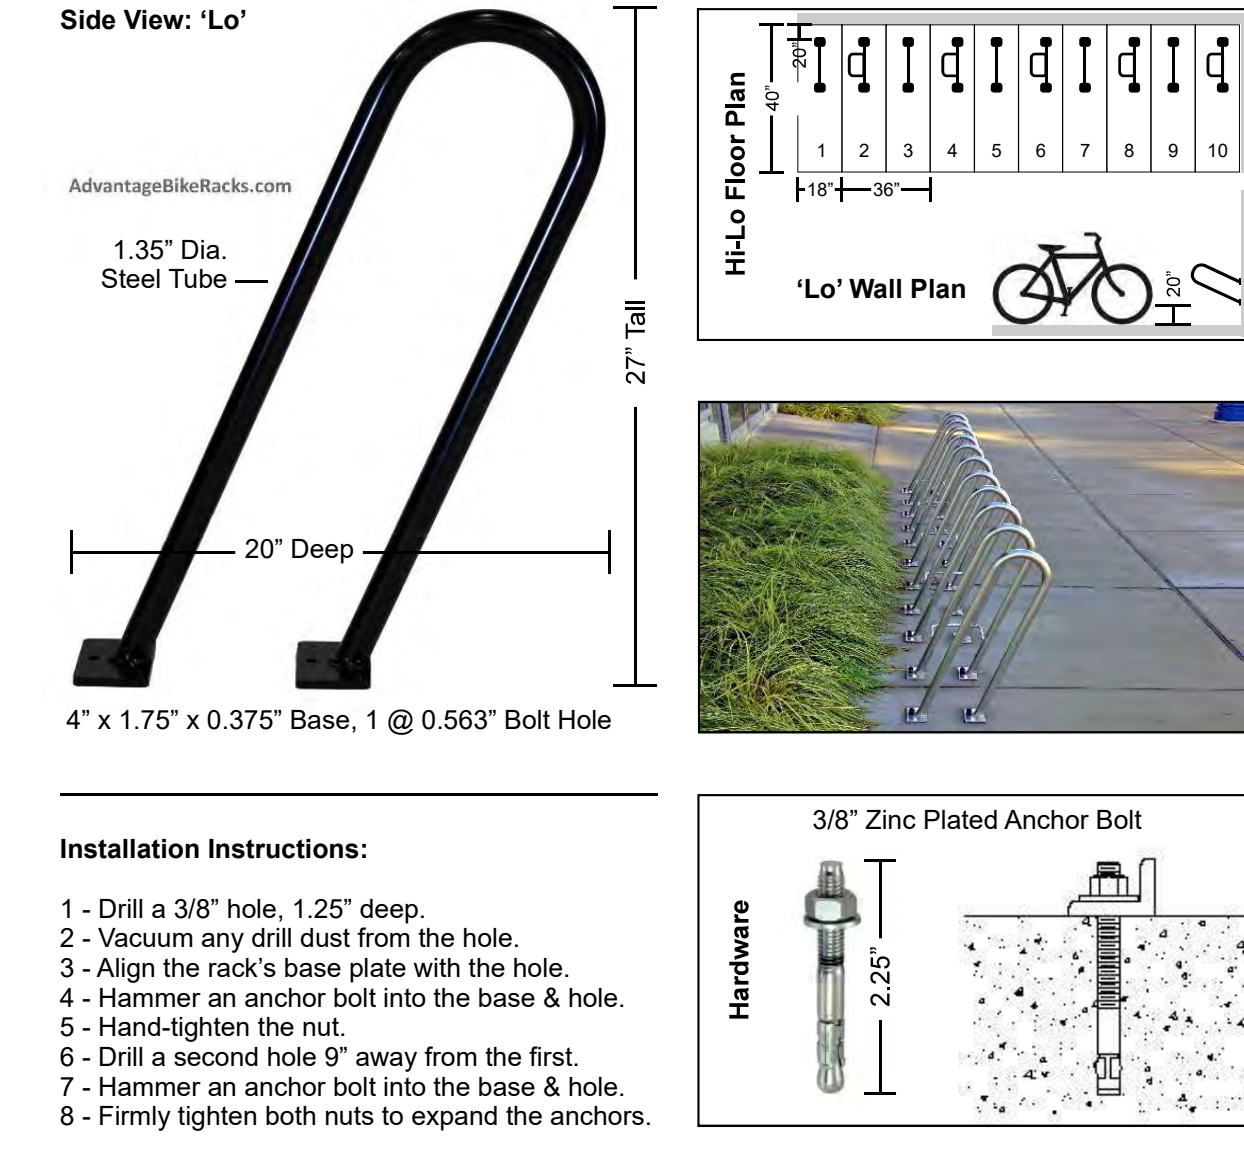 Side View: ‘Lo’
AdvantageBikeRacks.com
1.35” Dia.
Steel Tube
27” Tall
20” Deep
4” x 1.75” x 0.375” Base, 1 @ 0.563” Bolt Hole
Installation Instructions:
1 - Drill a 3/8” hole, 1.25” deep.
2 - Vacuum any drill dust from the hole.
3 - Align the rack’s base plate with the hole.
4 - Hammer an anchor bolt into the base & hole.
5 - Hand-tighten the nut.
6 - Drill a second hole 9” away from the first.
7 - Hammer an anchor bolt into the base & hole.
8 - Firmly tighten both nuts to expand the anchors.
Hi-Lo Floor Plan
40”
20”
1 2 3 4 5 6 7 8 9 10
18” 36”
‘Lo’ Wall Plan
20”
3/8” Zinc Plated Anchor Bolt
Hardware
2.25”